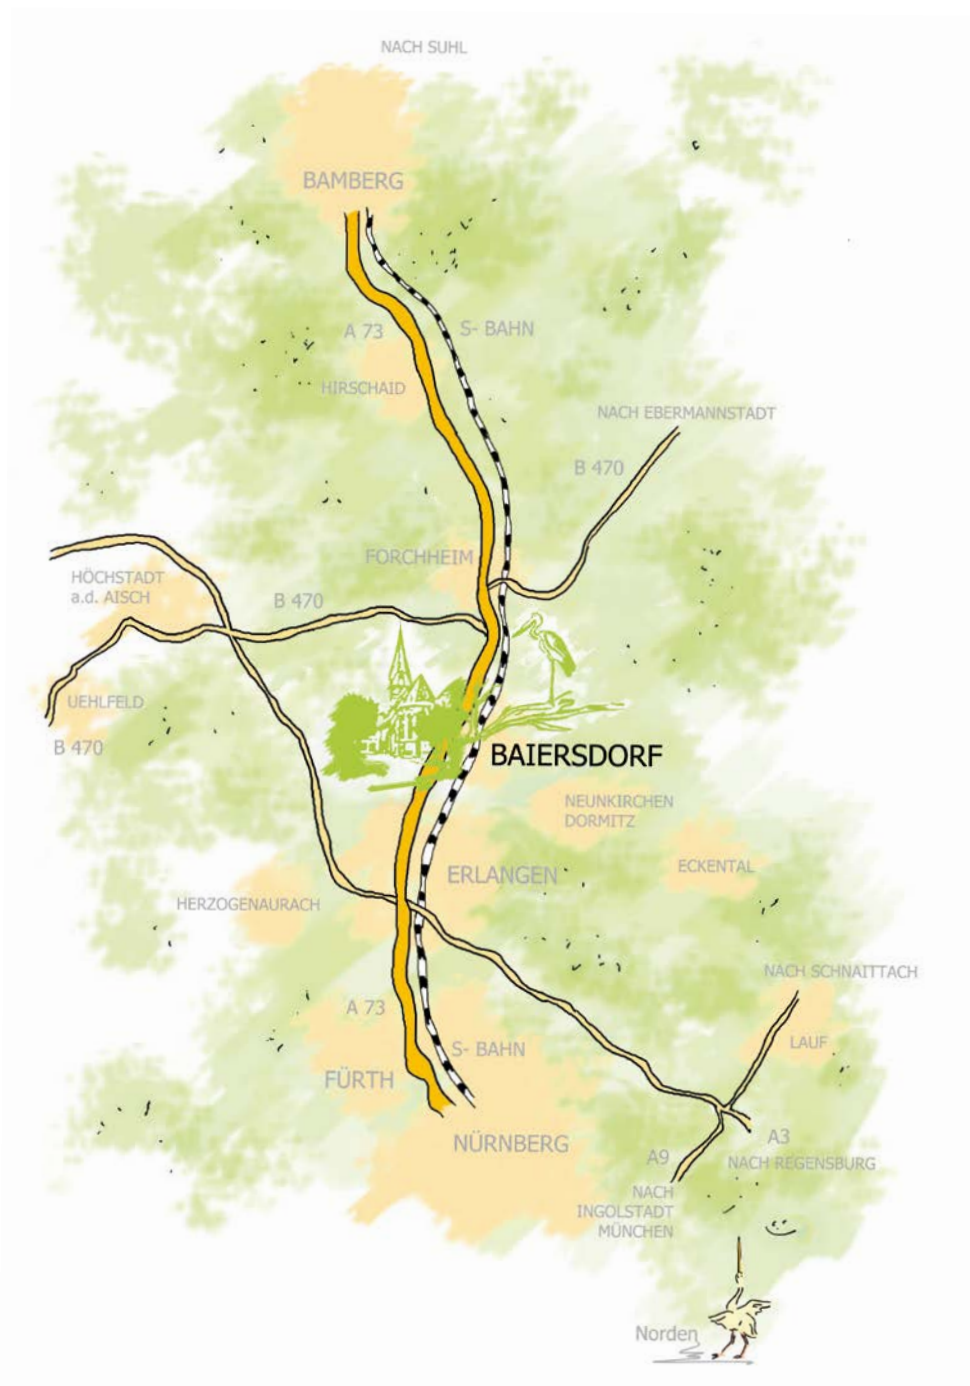 NACH SUHL
BAMBERG
A 73
S- BAHN
HIRSCHAID
NACH EBERMANNSTADT
B 470
FORCHHEIM
HÖCHSTADT
a.d. AISCH
B 470
UEHLFELD
B 470
BAIERSDORF
NEUNKIRCHEN
DORMITZ
ECKENTAL
ERLANGEN
HERZOGENAURACH
NACH SCHNAITTACH
A 73
LAUF
S- BAHN
FÜRTH
NÜRNBERG
A3
A9
NACH REGENSBURG
NACH
INGOLSTADT
MÜNCHEN
Norden